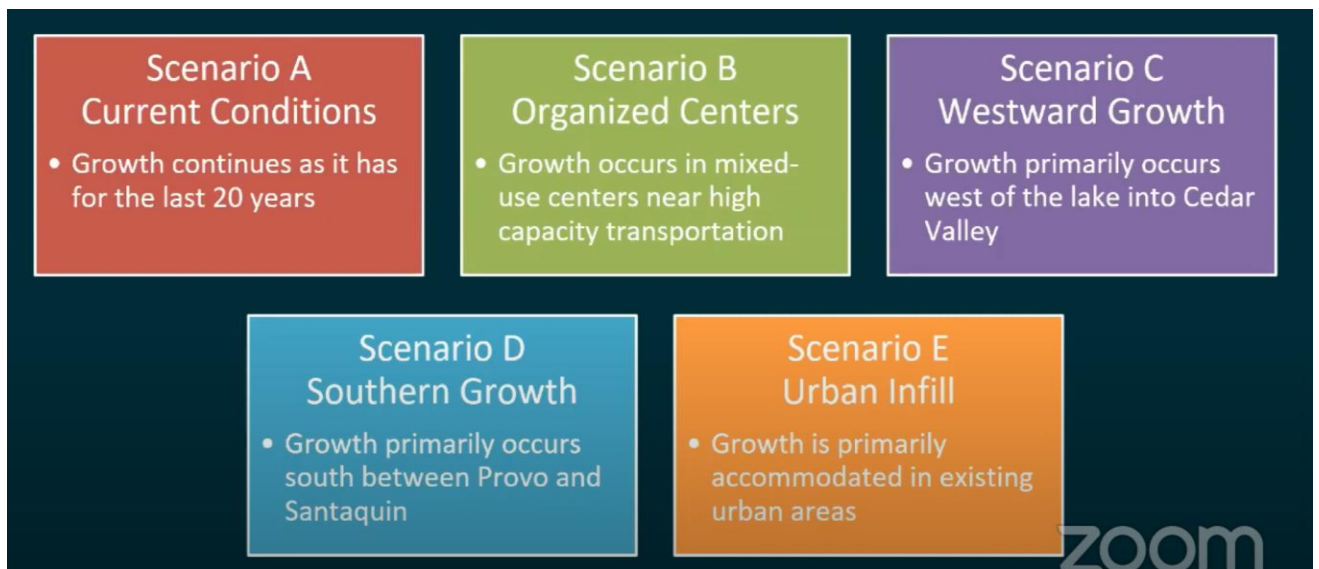 Scenario A
Current Conditions
• Growth continues as it has
for the last 20 years
Scenario B
Organized Centers
• Growth occurs in mixed-
use centers near high
capacity transportation
Scenario C
Westward Growth
• Growth primarily occurs
west of the lake into Cedar
Valley
Scenario D
Southern Growth
• Growth primarily occurs
south between Provo and
Santaquin
Scenario E
Urban Infill
• Growth is primarily
accommodated in existing
urban areas
zoom